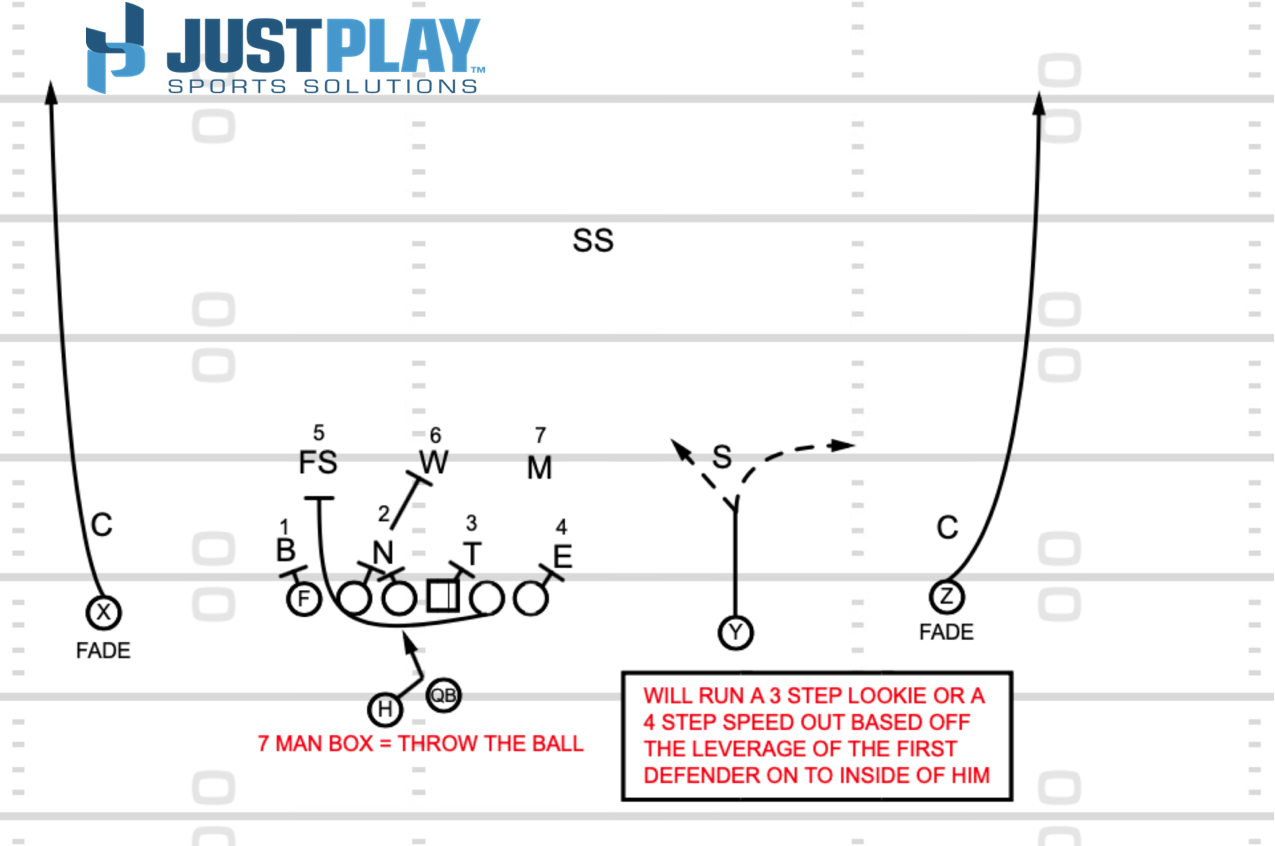 JUSTPLAY™
SPORTS SOLUTIONS
SS
5 6 7
FS W M S
C 1 2 3 4 C
B N T E
X F Y Z
FADE FADE
H QB
7 MAN BOX = THROW THE BALL
WILL RUN A 3 STEP LOOKIE OR A
4 STEP SPEED OUT BASED OFF
THE LEVERAGE OF THE FIRST
DEFENDER ON TO INSIDE OF HIM